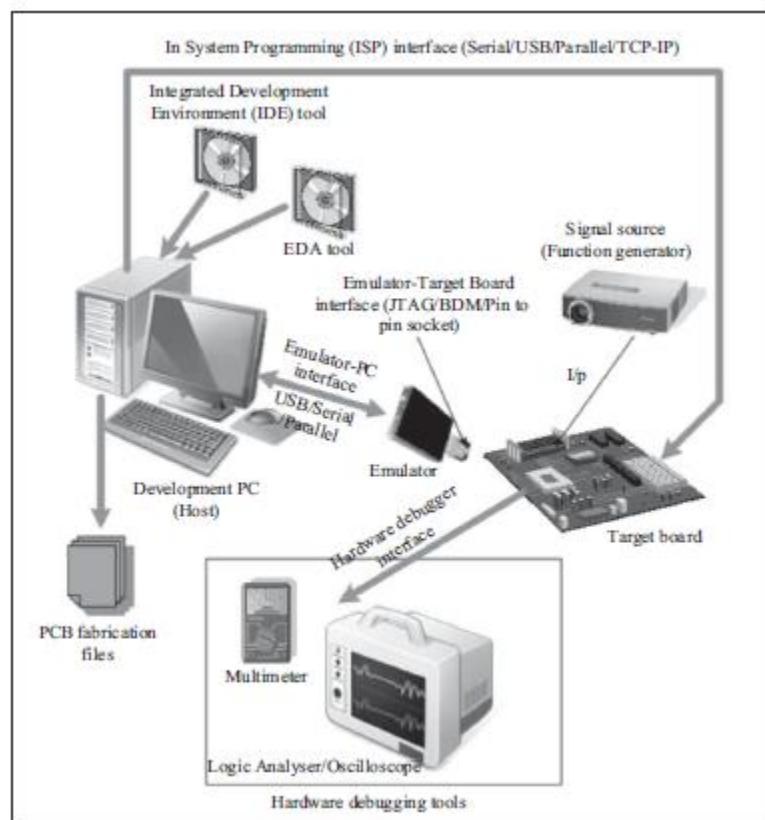 In System Programming (ISP) interface (Serial/USB/Parallel/TCP-IP)
Integrated Development
Environment (IDE) tool
EDA tool
Signal source
(Function generator)
Emulator-Target Board
interface (JTAG/BDM/Pin to
pin socket)
I/p
Emulator-PC
interface
USB/Serial
/Parallel
Emulator
Development PC
(Host)
Target board
Hardware debugger
interface
PCB fabrication
files
Multimeter
Logic Analyser/Oscilloscope
Hardware debugging tools